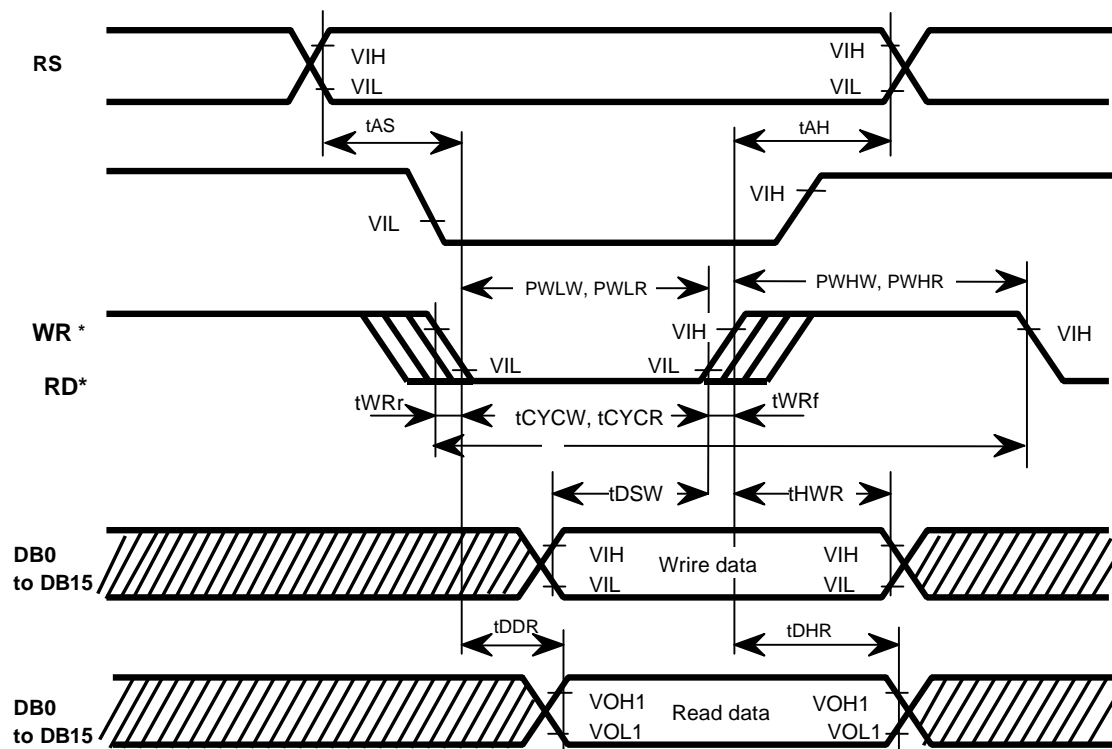 RS
VIH
VIH
VIL
VIL
tAS
tAH
VIL
VIH
PWLW, PWLR
PWHW, PWHR
WR *
VIH
VIH
RD*
VIL
VIL
tWRr
tCYCW, tCYCR
tWRf
tDSW
tHWR
DB0
to DB15
VIH
Wrire data
VIH
VIL
VIL
tDDR
tDHR
DB0
to DB15
VOH1
Read data
VOH1
VOL1
VOL1